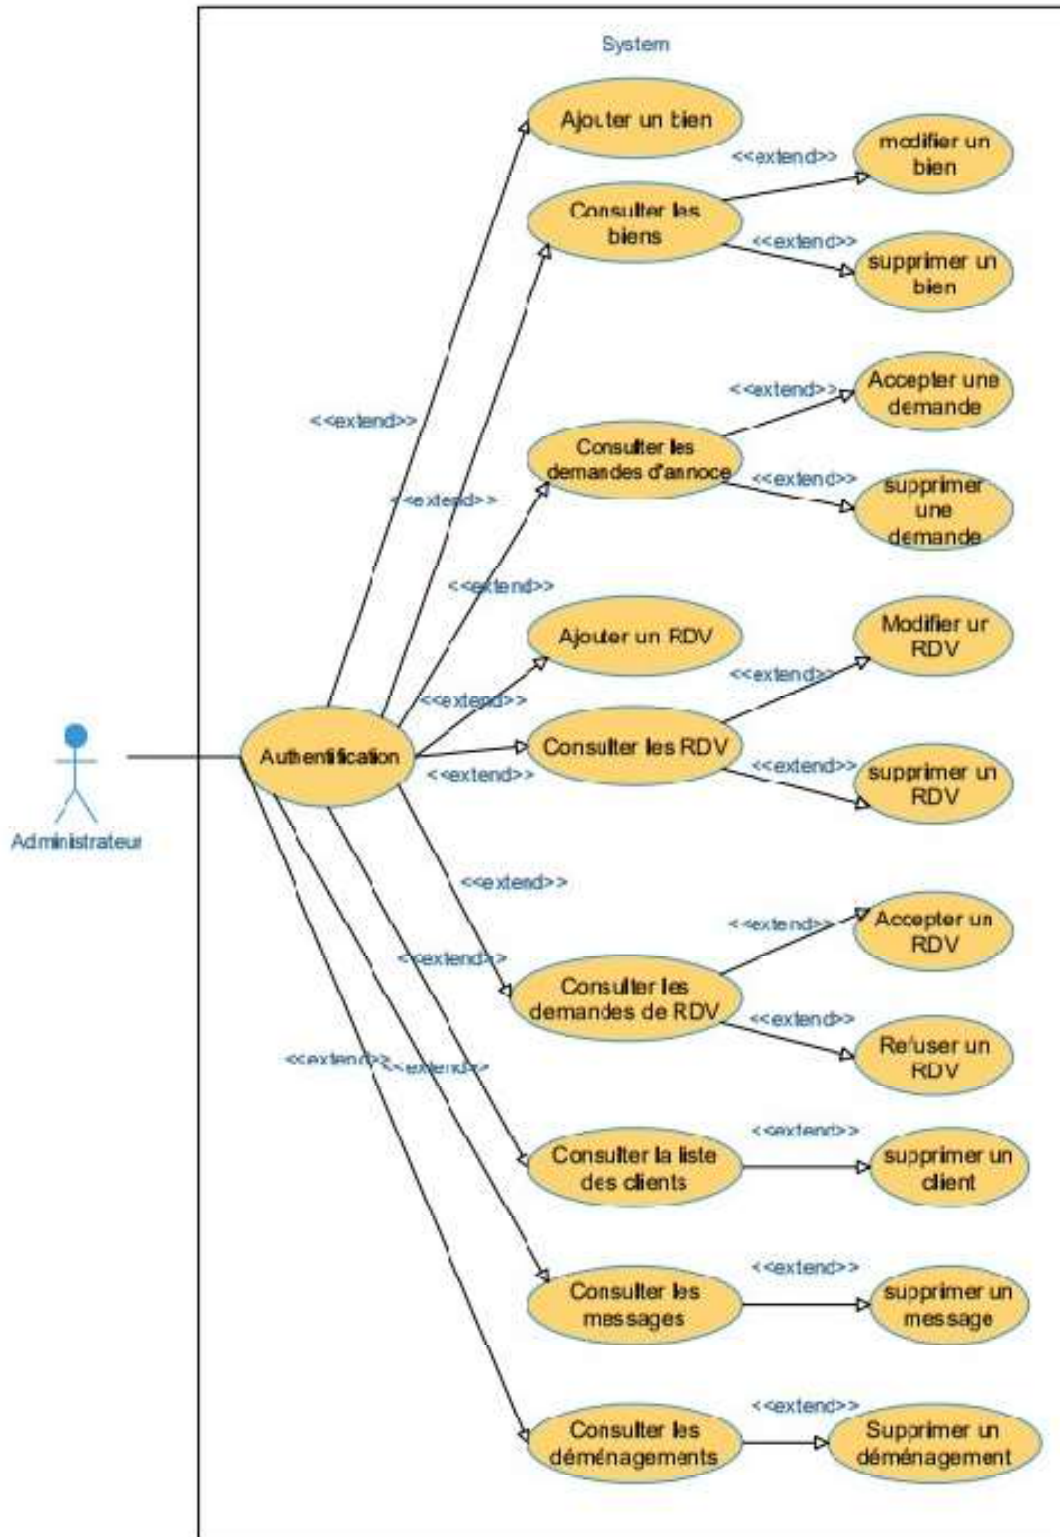 System
Ajouter un bien
<<extend>>
modifier un
bien
Consulter les
biens
<<extend>>
supprimer un
bien
<<extend>>
Accepter une
demande
<<extend>>
Consulter les
demandes d'annoce
<<extend>>
supprimer
une
demande
<<extend>>
<<extend>>
Ajouter un RDV
Modifier un
RDV
<<extend>>
<<extend>>
Authentification
Consulter les RDV
<<extend>>
<<extend>>
supprimer un
RDV
Administrateur
<<extend>>
<<extend>>
Accepter un
RDV
<<extend>>
Consulter les
demandes de RDV
<<extend>>
Refuser un
RDV
<<extend>>
<<extend>>
Consulter la liste
des clients
<<extend>>
supprimer un
client
Consulter les
messages
<<extend>>
supprimer un
message
Consulter les
déménagements
<<extend>>
Supprimer un
déménagement